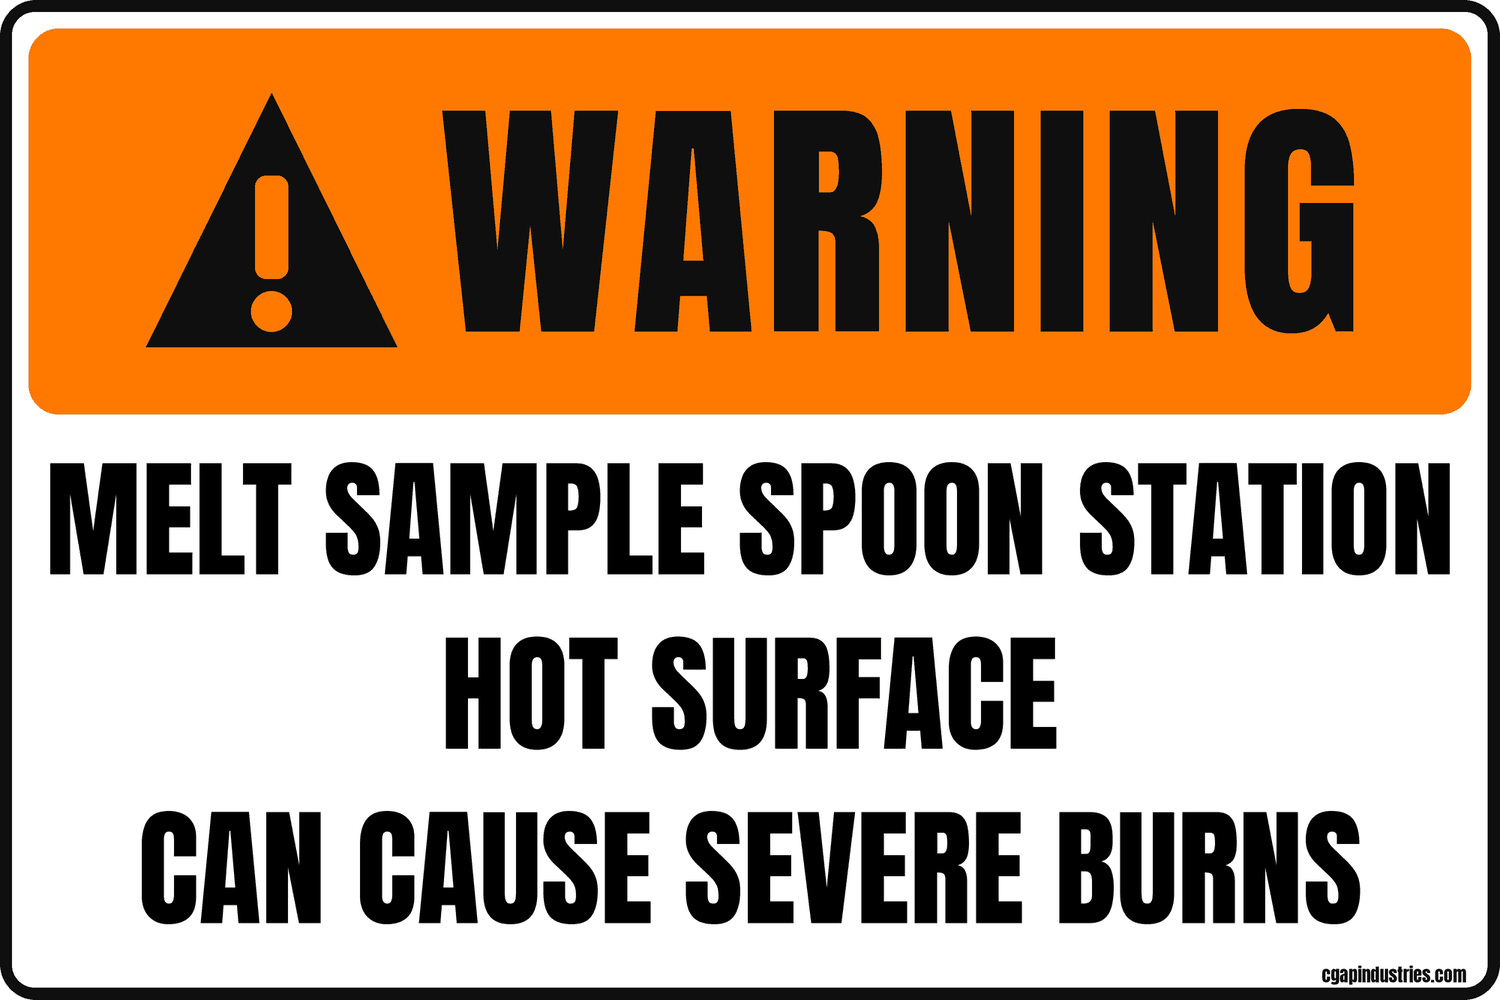 WARNING
MELT SAMPLE SPOON STATION
HOT SURFACE
CAN CAUSE SEVERE BURNS
cgapindustries.com